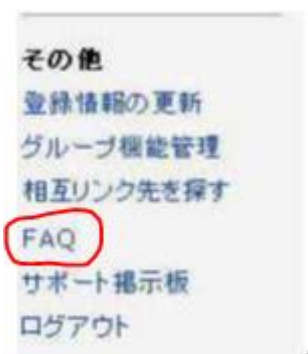 その他
登録情報の更新
グループ機能管理
相互リンク先を探す
FAQ
サポート掲示板
ログアウト